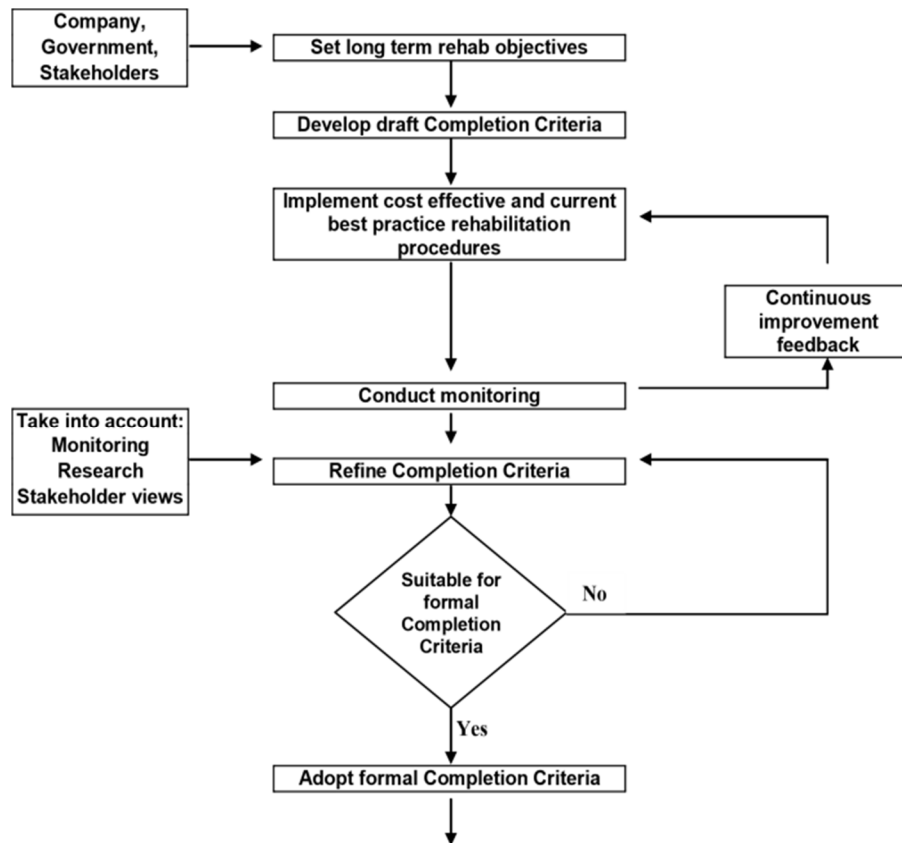 Company,
Government,
Stakeholders
Set long term rehab objectives
Develop draft Completion Criteria
Implement cost effective and current
best practice rehabilitation
procedures
Continuous
improvement
feedback
Conduct monitoring
Take into account:
Monitoring
Research
Stakeholder views
Refine Completion Criteria
Suitable for
formal
Completion
Criteria
No
Yes
Adopt formal Completion Criteria